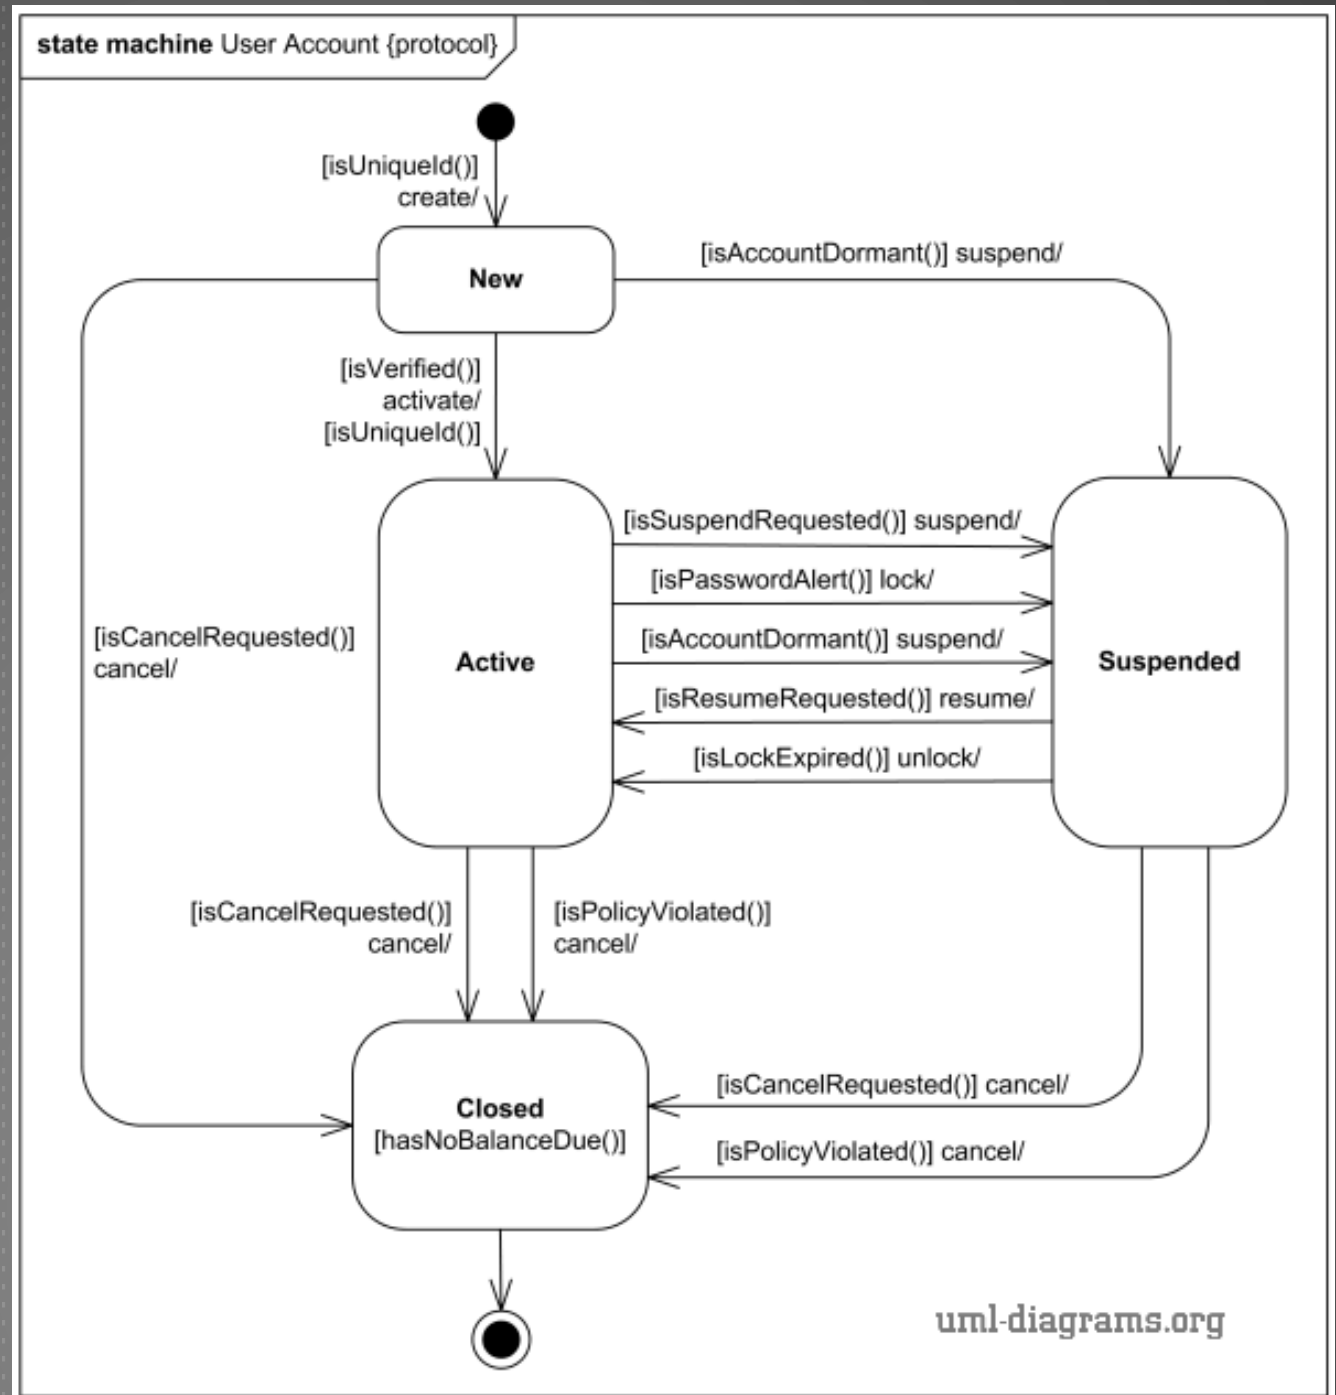 state machine User Account {protocol}
[isUniqueId()]
create/
New
[isAccountDormant()] suspend/
[isVerified()]
activate/
[isUniqueId()]
[isSuspendRequested()] suspend/
[isPasswordAlert()] lock/
[isCancelRequested()]
cancel/
[isAccountDormant()] suspend/
Active
Suspended
[isResumeRequested()] resume/
[isLockExpired()] unlock/
[isCancelRequested()]
cancel/
[isPolicyViolated()]
cancel/
[isCancelRequested()] cancel/
Closed
[hasNoBalanceDue()]
[isPolicyViolated()] cancel/
uml-diagrams.org